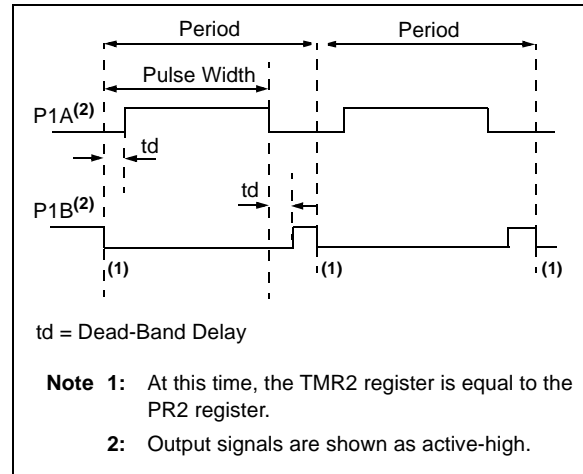 Period Period
Pulse Width
P1A(2)
td
td
P1B(2)
(1) (1) (1)
td = Dead-Band Delay
Note 1: At this time, the TMR2 register is equal to the
PR2 register.
2: Output signals are shown as active-high.